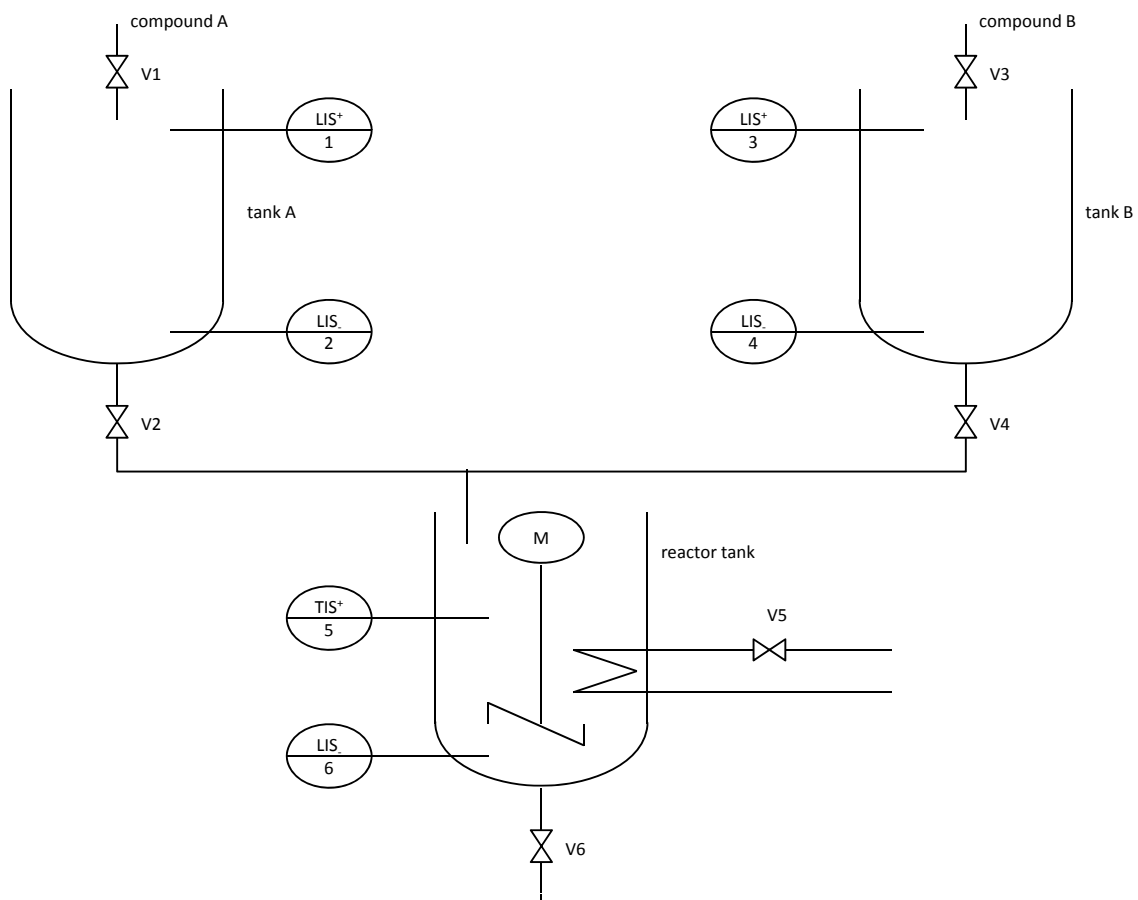 compound A
compound B
V1
V3
LIS⁺
1
LIS⁺
3
tank A
tank B
LIS₋
2
LIS₋
4
V2
V4
M
reactor tank
TIS⁺
5
V5
LIS₋
6
V6